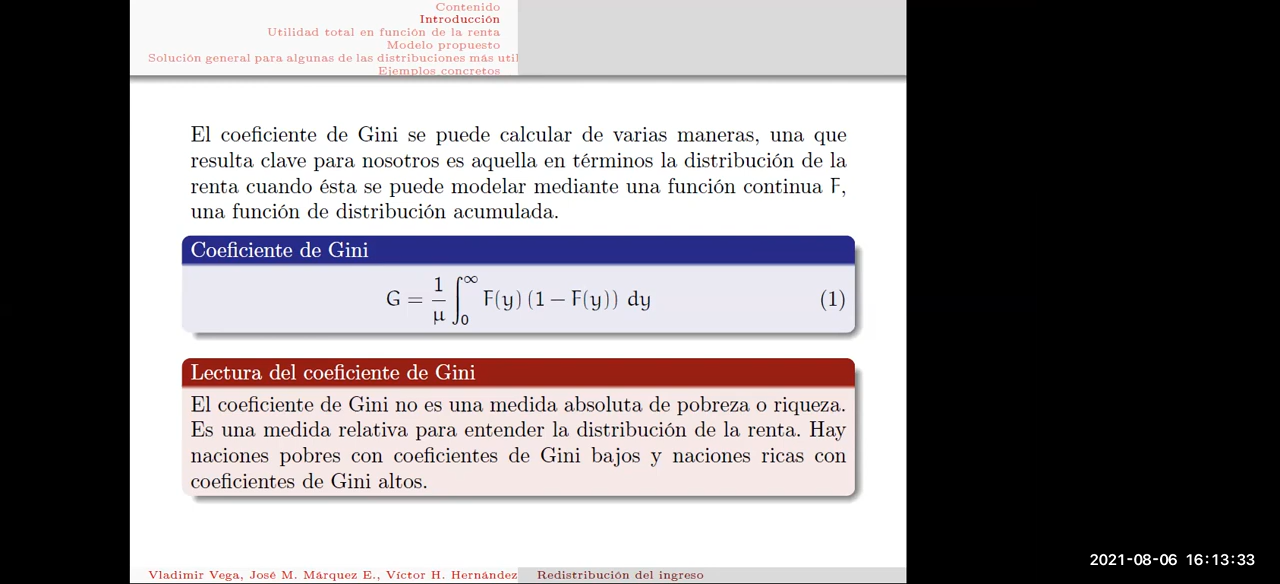 Contenido
Introducción
Utilidad total en función de la renta
Modelo propuesto
Solución general para algunas de las distribuciones más
Ejemplos concretos
El coeficiente de Gini se puede calcular de varias maneras, una que
resulta clave para nosotros es aquella en términos la distribución de la
renta cuando ésta se puede modelar mediante una función continua F,
una función de distribución acumulada.
Coeficiente de Gini
G = 1/μ ∫₀^∞ F(y) (1 − F(y)) dy (1)
Lectura del coeficiente de Gini
El coeficiente de Gini no es una medida absoluta de pobreza o riqueza.
Es una medida relativa para entender la distribución de la renta. Hay
naciones pobres con coeficientes de Gini bajos y naciones ricas con
coeficientes de Gini altos.
Vladimir Vega, José M. Márquez E., Víctor H. Hernández Redistribución del ingreso
2021-08-06 16:13:33